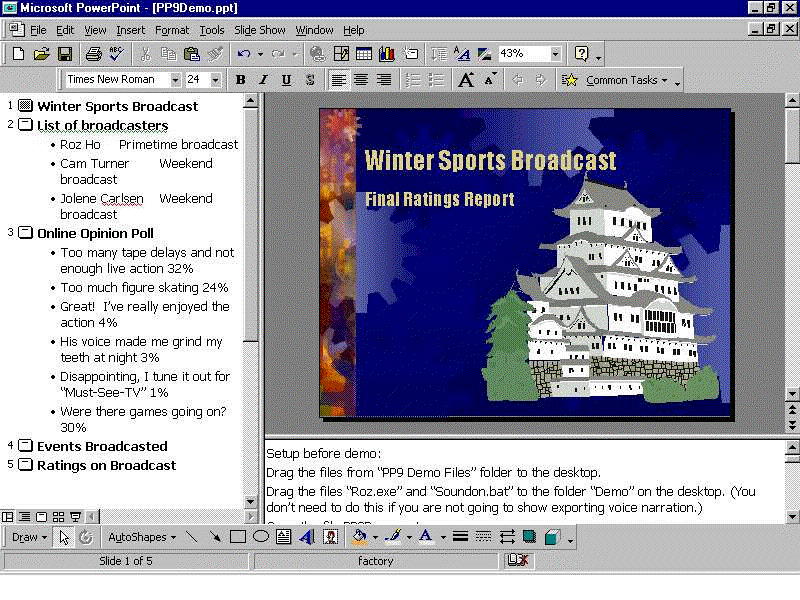 Microsoft PowerPoint - [PP9Demo.ppt]
File Edit View Insert Format Tools Slide Show Window Help
43%
Times New Roman 24 B I U S A A Common Tasks
1 Winter Sports Broadcast
2 List of broadcasters
• Roz Ho Primetime broadcast
• Cam Turner Weekend
broadcast
• Jolene Carlsen Weekend
broadcast
3 Online Opinion Poll
• Too many tape delays and not
enough live action 32%
• Too much figure skating 24%
• Great! I've really enjoyed the
action 4%
• His voice made me grind my
teeth at night 3%
• Disappointing, I tune it out for
“Must-See-TV” 1%
• Were there games going on?
30%
4 Events Broadcasted
5 Ratings on Broadcast
Winter Sports Broadcast
Final Ratings Report
Setup before demo:
Drag the files from “PP9 Demo Files” folder to the desktop.
Drag the files “Roz.exe” and “Soundon.bat” to the folder “Demo” on the desktop. (You
don't need to do this if you are not going to show exporting voice narration.)
Draw AutoShapes
Slide 1 of 5 factory